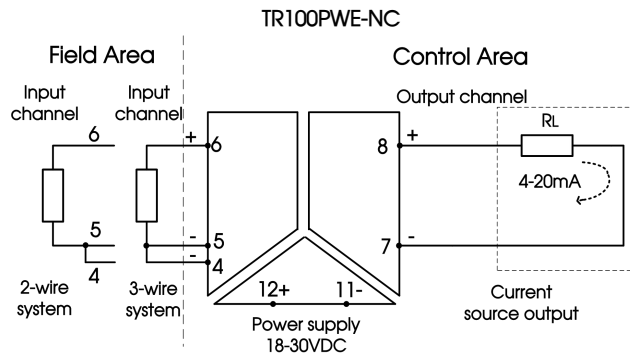 TR100PWE-NC
Field Area
Control Area
Input
channel
Input
channel
Output channel
6
+
6
8
+
RL
4-20mA
5
-
5
7
-
4
-
4
2-wire
system
3-wire
system
12+
11-
Power supply
18-30VDC
Current
source output